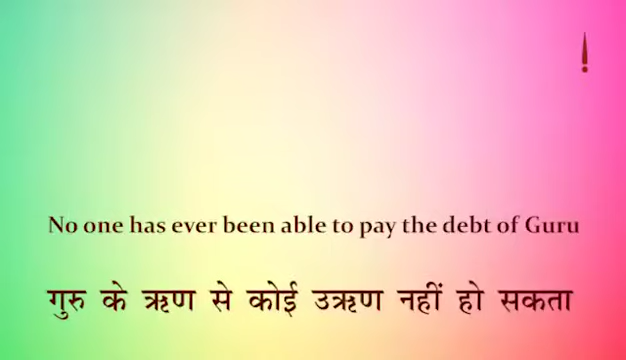 !
No one has ever been able to pay the debt of Guru
गुरु के ऋण से कोई उऋण नहीं हो सकता